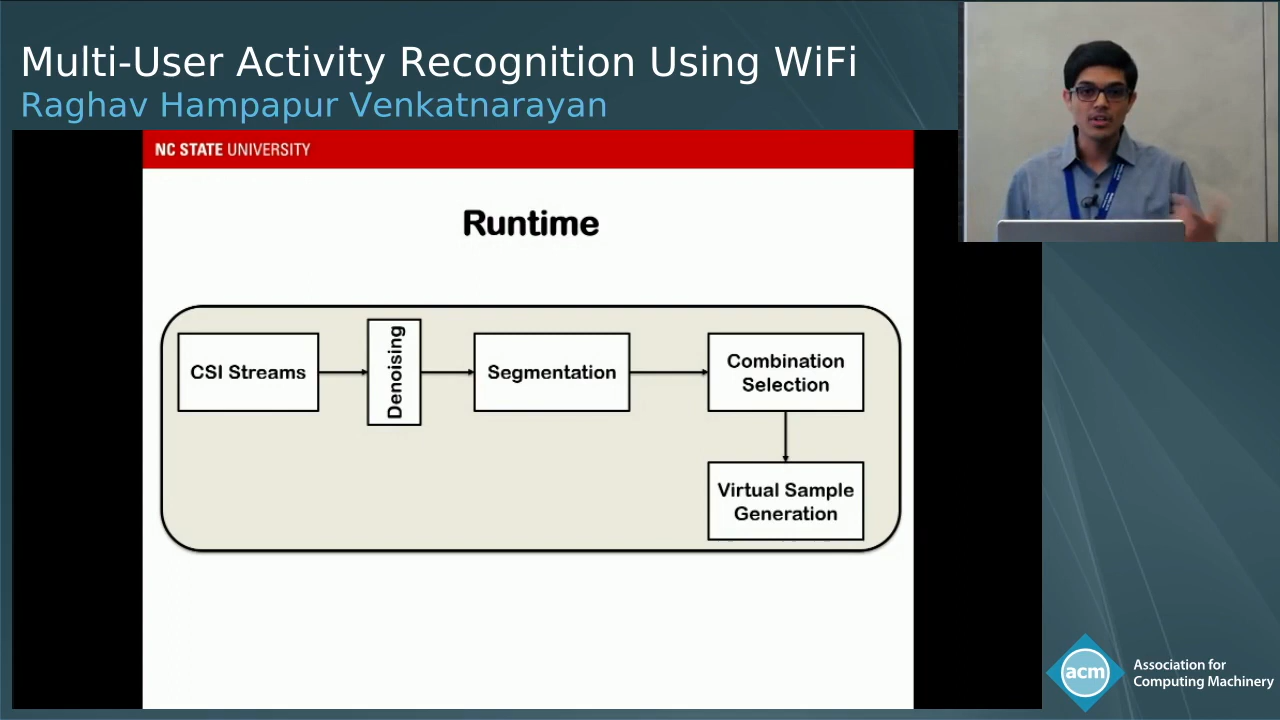 Multi-User Activity Recognition Using WiFi
Raghav Hampapur Venkatnarayan
NC STATE UNIVERSITY
Runtime
CSI Streams
Denoising
Segmentation
Combination
Selection
Virtual Sample
Generation
acm
Association for
Computing Machinery